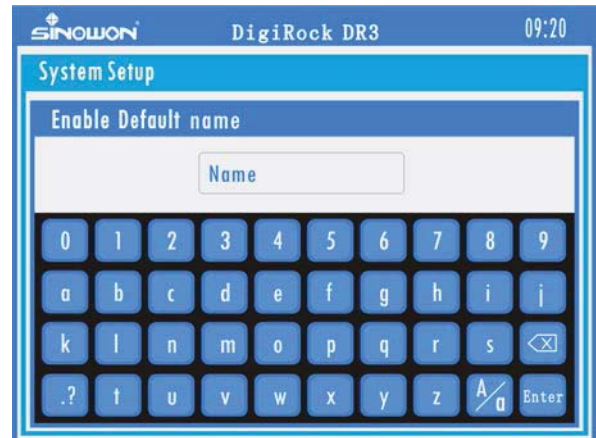 SINOWON DigiRock DR3 09:20
System Setup
Enable Default name
Name
0 1 2 3 4 5 6 7 8 9
a b c d e f g h i j
k l n m o p q r s
.? t u v w x y z A/a Enter